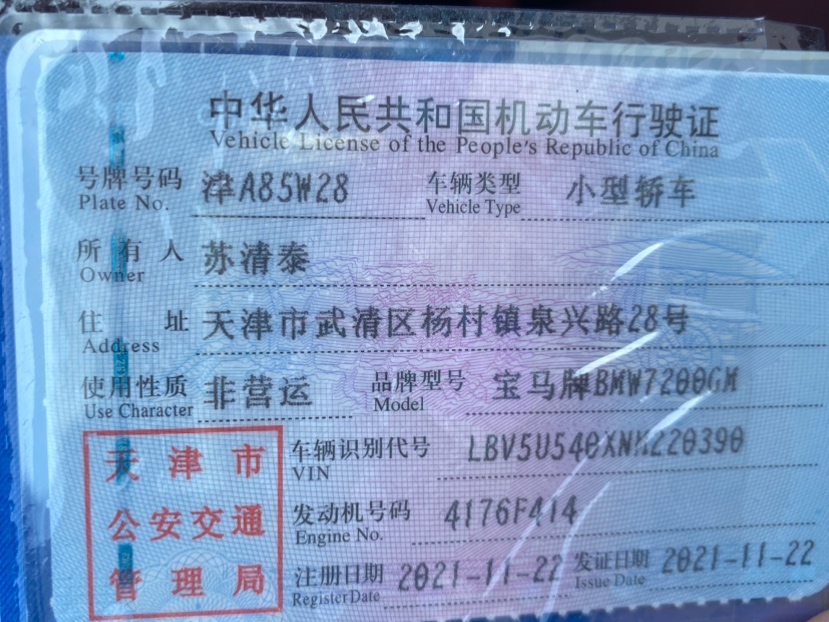 中华人民共和国机动车行驶证
Vehicle License of the People's Republic of China
号牌号码 津A85W28 车辆类型 小型轿车
Plate No. Vehicle Type
所有人 苏清泰
Owner
住址 天津市武清区杨村镇泉兴路28号
Address
使用性质 非营运 品牌型号 宝马牌BMW7200GM
Use Character Model
天津市
公安交通
管理局
车辆识别代号 LBV5U540XNM220390
VIN
发动机号码 4176F414
Engine No.
注册日期 2021-11-22 发证日期 2021-11-22
Register Date Issue Date